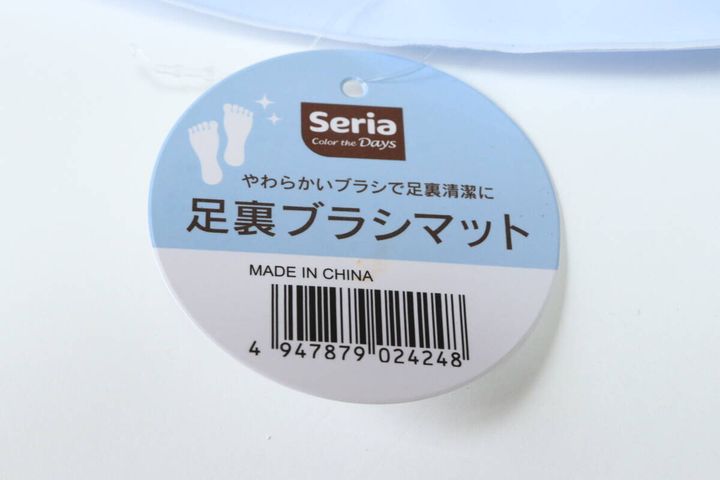 Seria
Color the Days
やわらかいブラシで足裏清潔に
足裏ブラシマット
MADE IN CHINA
4 947879 024248